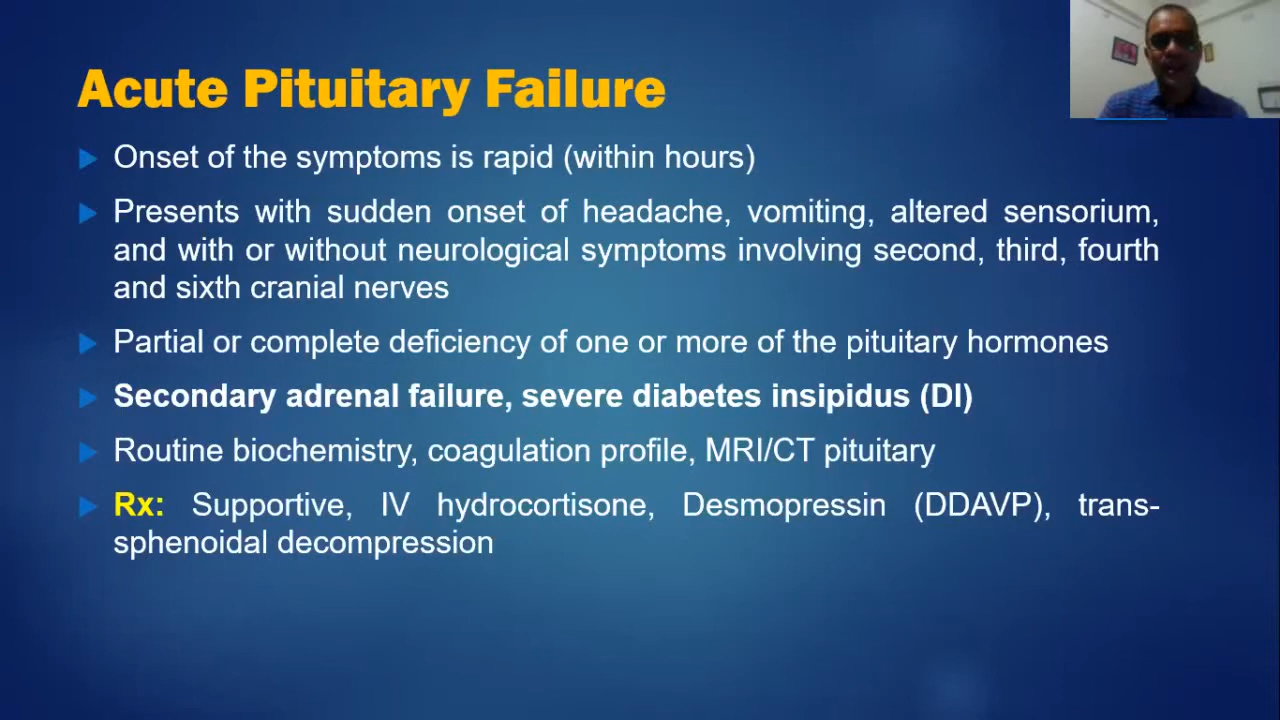 Acute Pituitary Failure
Onset of the symptoms is rapid (within hours)
Presents with sudden onset of headache, vomiting, altered sensorium,
and with or without neurological symptoms involving second, third, fourth
and sixth cranial nerves
Partial or complete deficiency of one or more of the pituitary hormones
Secondary adrenal failure, severe diabetes insipidus (DI)
Routine biochemistry, coagulation profile, MRI/CT pituitary
Rx: Supportive, IV hydrocortisone, Desmopressin (DDAVP), trans-
sphenoidal decompression